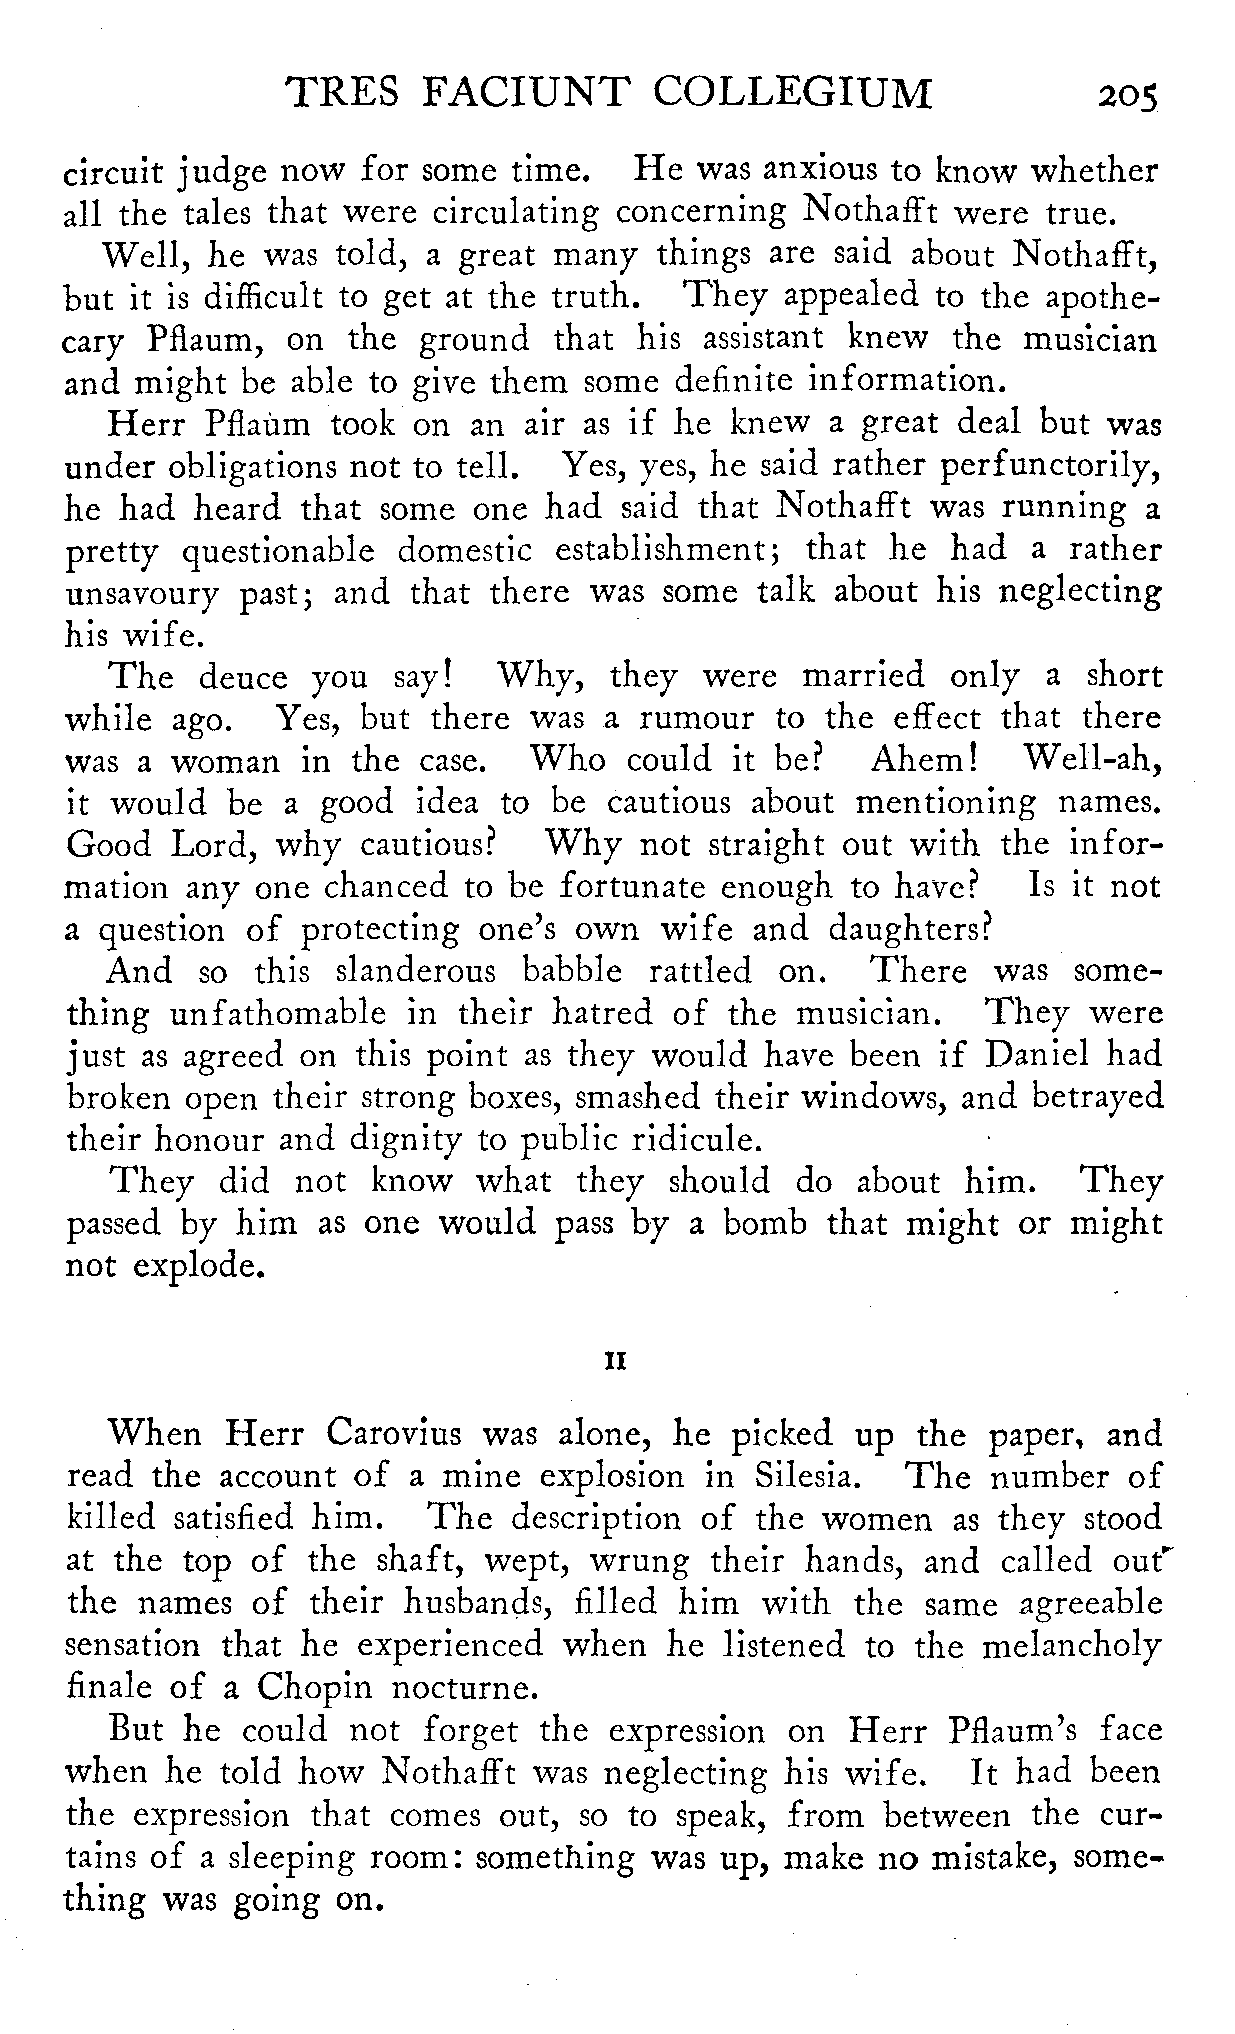 TRES FACIUNT COLLEGIUM 205
circuit judge now for some time. He was anxious to know whether
all the tales that were circulating concerning Nothafft were true.
Well, he was told, a great many things are said about Nothafft,
but it is difficult to get at the truth. They appealed to the apothe-
cary Pflaum, on the ground that his assistant knew the musician
and might be able to give them some definite information.
Herr Pflaum took on an air as if he knew a great deal but was
under obligations not to tell. Yes, yes, he said rather perfunctorily,
he had heard that some one had said that Nothafft was running a
pretty questionable domestic establishment; that he had a rather
unsavoury past; and that there was some talk about his neglecting
his wife.
The deuce you say! Why, they were married only a short
while ago. Yes, but there was a rumour to the effect that there
was a woman in the case. Who could it be? Ahem! Well-ah,
it would be a good idea to be cautious about mentioning names.
Good Lord, why cautious? Why not straight out with the infor-
mation any one chanced to be fortunate enough to have? Is it not
a question of protecting one's own wife and daughters?
And so this slanderous babble rattled on. There was some-
thing unfathomable in their hatred of the musician. They were
just as agreed on this point as they would have been if Daniel had
broken open their strong boxes, smashed their windows, and betrayed
their honour and dignity to public ridicule.
They did not know what they should do about him. They
passed by him as one would pass by a bomb that might or might
not explode.
II
When Herr Carovius was alone, he picked up the paper, and
read the account of a mine explosion in Silesia. The number of
killed satisfied him. The description of the women as they stood
at the top of the shaft, wept, wrung their hands, and called out
the names of their husbands, filled him with the same agreeable
sensation that he experienced when he listened to the melancholy
finale of a Chopin nocturne.
But he could not forget the expression on Herr Pflaum's face
when he told how Nothafft was neglecting his wife. It had been
the expression that comes out, so to speak, from between the cur-
tains of a sleeping room: something was up, make no mistake, some-
thing was going on.